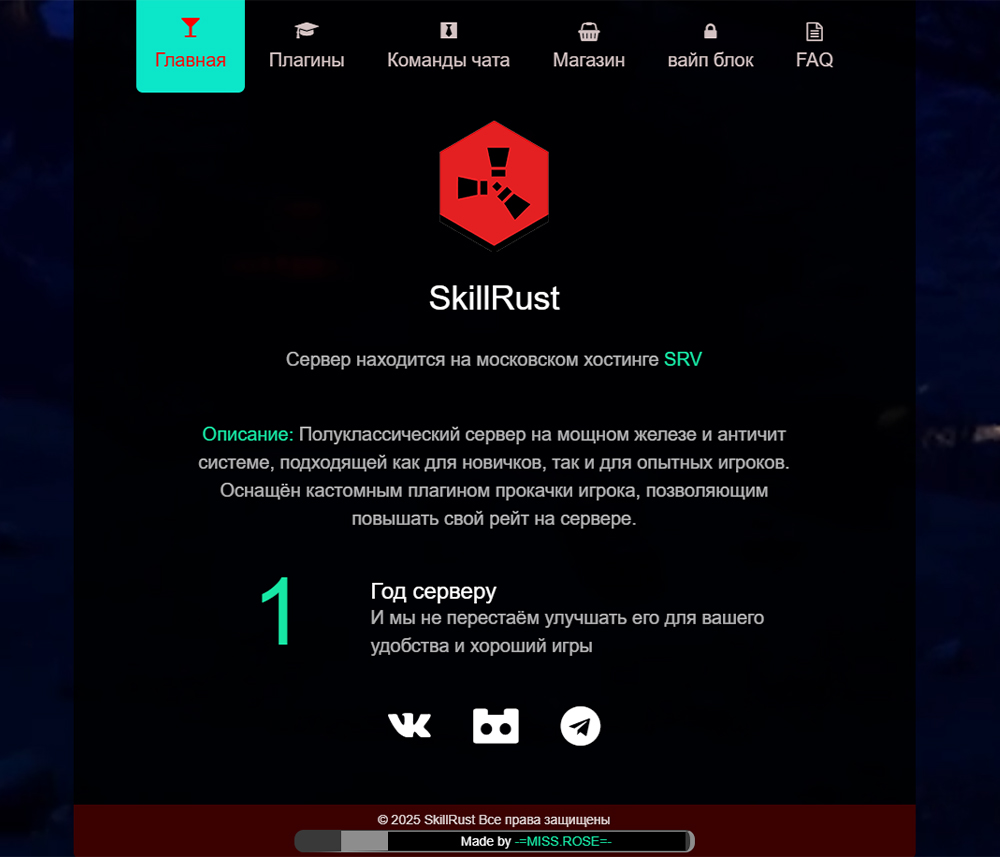 Главная Плагины Команды чата Магазин вайп блок FAQ
SkillRust
Сервер находится на московском хостинге SRV
Описание: Полуклассический сервер на мощном железе и античит
системе, подходящей как для новичков, так и для опытных игроков.
Оснащён кастомным плагином прокачки игрока, позволяющим
повышать свой рейт на сервере.
1
Год серверу
И мы не перестаём улучшать его для вашего
удобства и хороший игры
© 2025 SkillRust Все права защищены
Made by -=MISS.ROSE=-